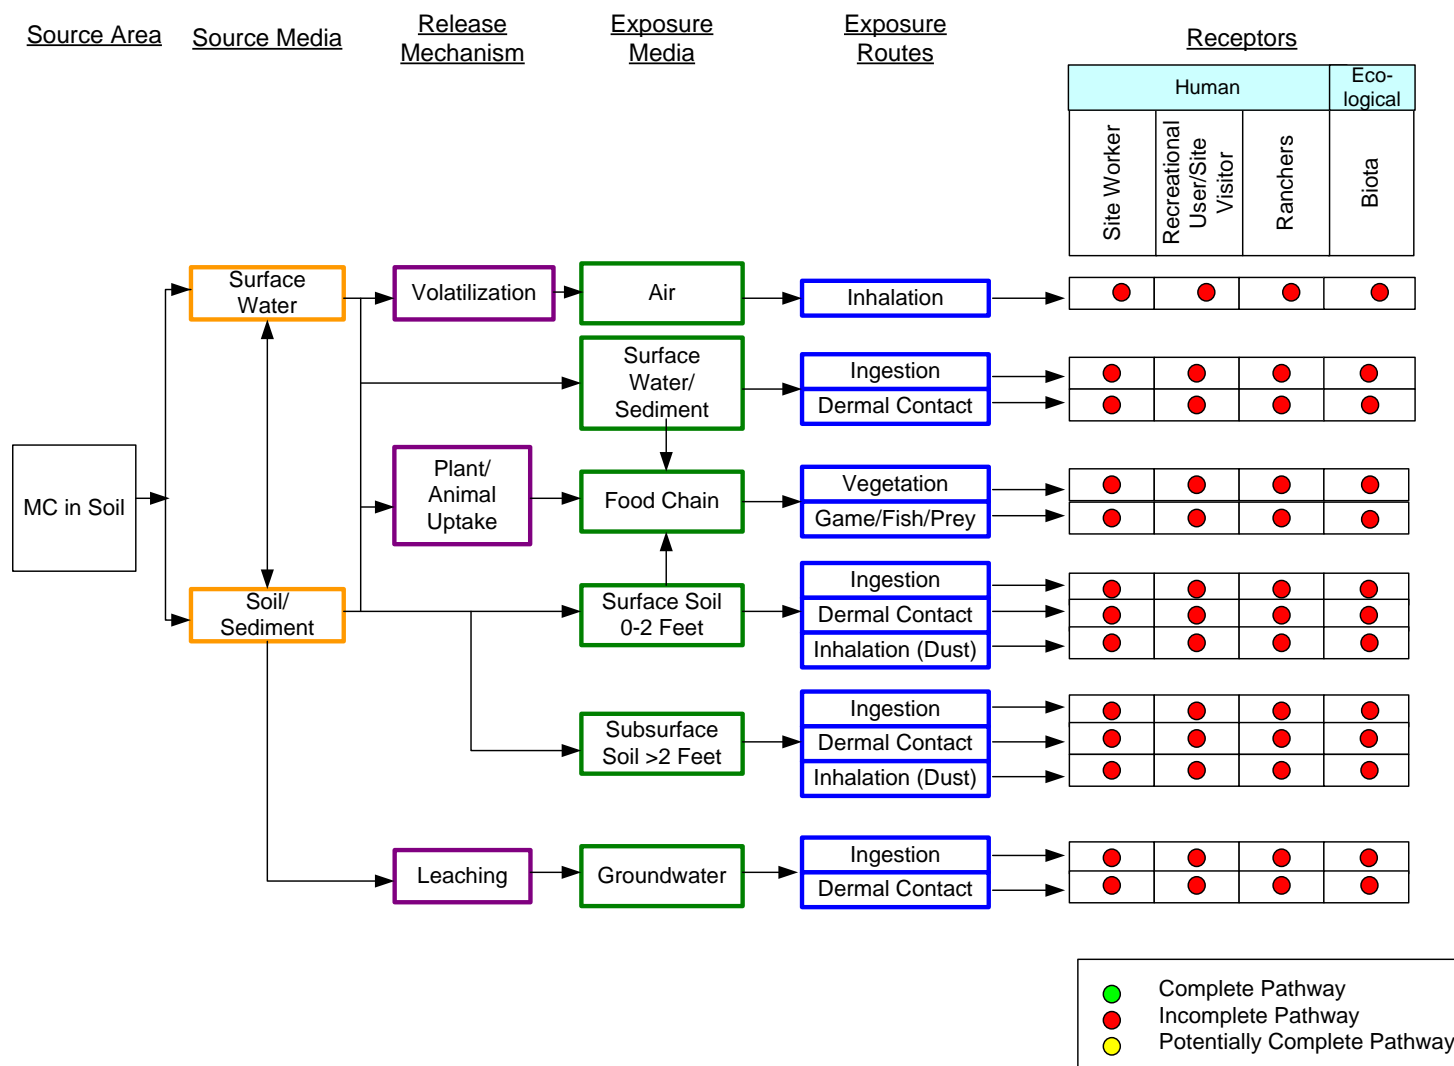 Source Area
Source Media
Release
Mechanism
Exposure
Media
Exposure
Routes
Receptors
Human
Eco-
logical
Site Worker
Recreational
User/Site
Visitor
Ranchers
Biota
Surface
Water
Volatilization
Air
Inhalation
Surface
Water/
Sediment
Ingestion
Dermal Contact
MC in Soil
Plant/
Animal
Uptake
Food Chain
Vegetation
Game/Fish/Prey
Soil/
Sediment
Surface Soil
0-2 Feet
Ingestion
Dermal Contact
Inhalation (Dust)
Subsurface
Soil >2 Feet
Ingestion
Dermal Contact
Inhalation (Dust)
Leaching
Groundwater
Ingestion
Dermal Contact
Complete Pathway
Incomplete Pathway
Potentially Complete Pathway